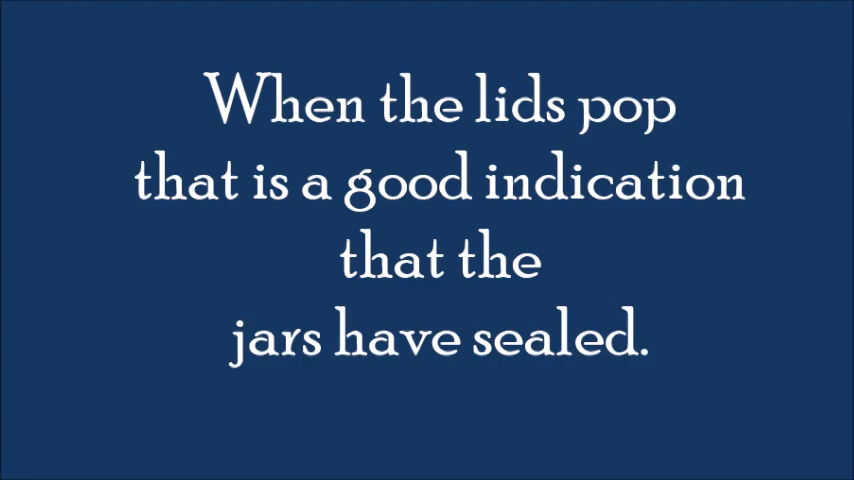 When the lids pop
that is a good indication
that the
jars have sealed.